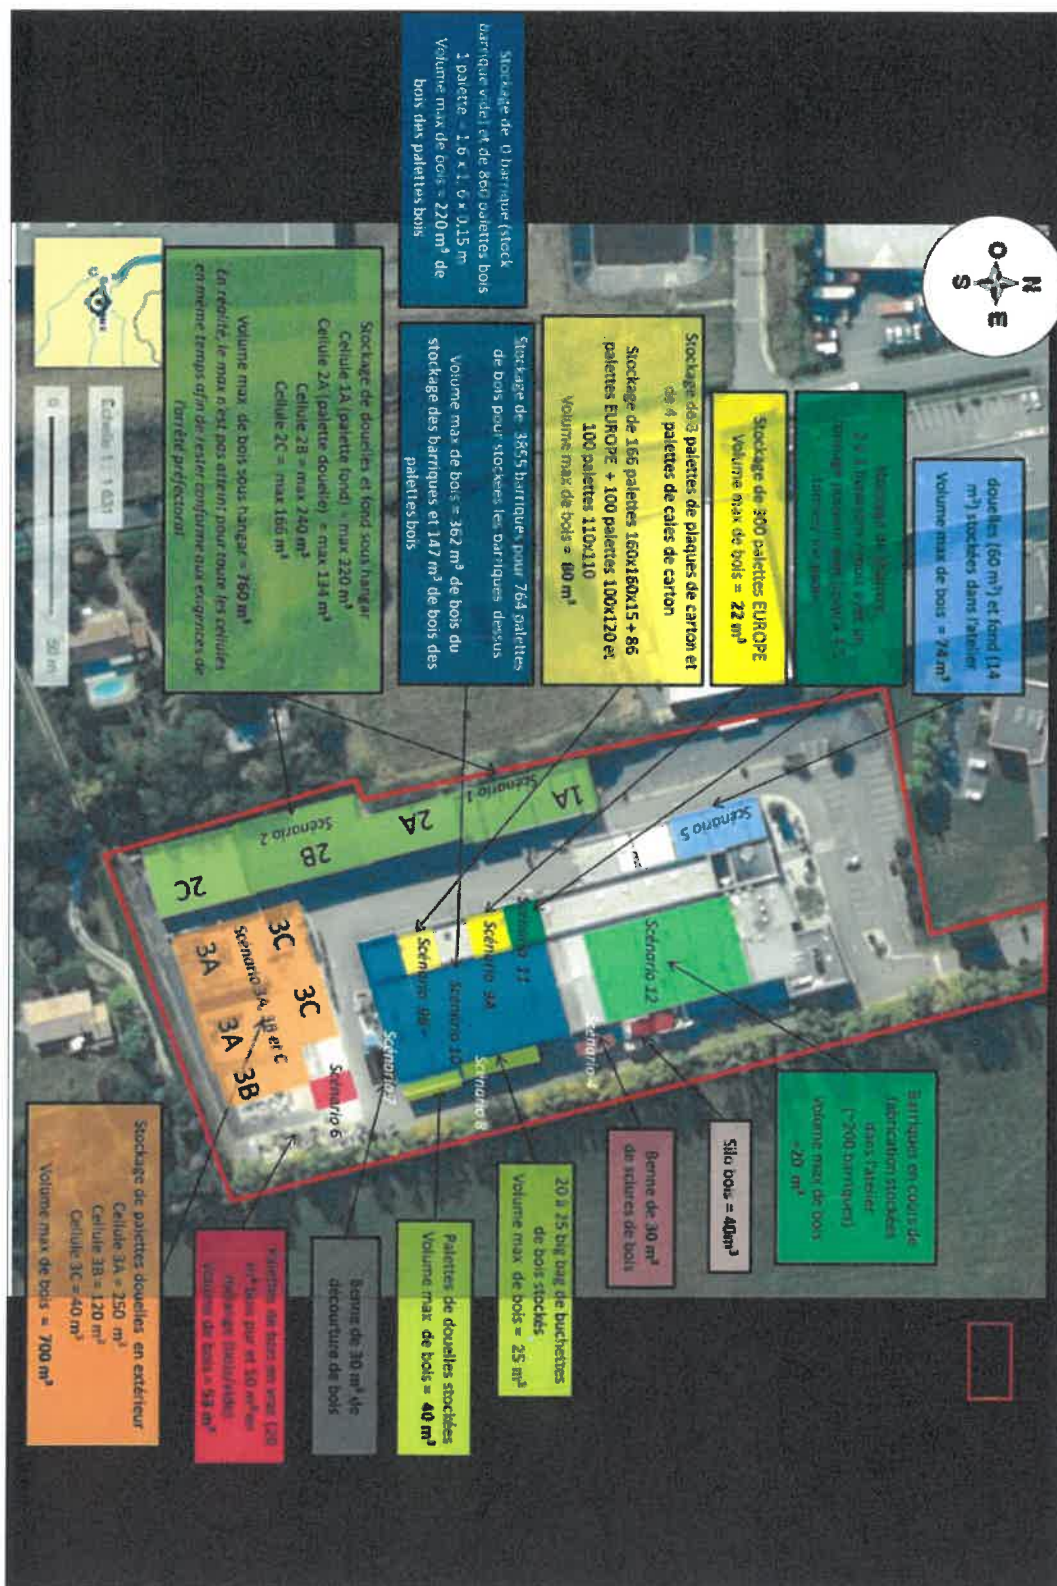 N
O E
S
douelles (60 m³) et fond (14
m³) stockées dans l'atelier
Volume max de bois = 74 m³
Stockage de 300 palettes EUROPE
Volume max de bois = 22 m³
Stockage de 3 palettes de plaques de carton et
de 4 palettes de cales de carton
Stockage de 166 palettes 160x160x15 + 86
palettes EUROPE + 100 palettes 100x120 et
100 palettes 110x110
Volume max de bois = 80 m³
Stockage de 0 barrique (stock
barrique vide) et de 860 palettes bois
1 palette = 1,6 x 1,6 x 0,15 m
Volume max de bois = 220 m³ de
bois des palettes bois
Stockage de 3855 barriques pour 764 palettes
de bois pour stockées les barriques dessus
Volume max de bois = 362 m³ de bois du
stockage des barriques et 147 m³ de bois des
palettes bois
Stockage de douelles et fond sous hangar
Cellule 1A (palette fond) = max 220 m³
Cellule 2A (palette douelle) = max 334 m³
Cellule 2B = max 40 m³
Cellule 2C = max 166 m³
Volume max de bois sous hangar = 760 m³
En réalité, le max n'est pas atteint pour toute les cellules
en même temps afin de rester conforme aux exigences de
l'arrêté préfectoral
0 50 m
1A
Scénario 1
2A
2B
Scénario 2
2C
Scénario 5
Scénario 12
Scénario 11
Scénario 9A
Scénario 9B
Scénario 10
Scénario 4
Scénario 8
Scénario 7
Scénario 6
3C
3C
Scénario 3A, 3B et C
3A
3A
3B
Barriques en cours de
fabrication stockées
dans l'atelier
(~200 barriques)
Volume max de bois
=20 m³
Silo bois = 40m³
Benne de 30 m³
de sciures de bois
20 à 25 big bag de buchettes
de bois stockés
Volume max de bois = 25 m³
Palettes de douelles stockées
Volume max de bois = 40 m³
Benne de 30 m³ de
découpure de bois
Volume de bois = 53 m³
Stockage de palettes douelles en extérieur
Cellule 3A = 250 m³
Cellule 3B = 120 m³
Cellule 3C = 40 m³
Volume max de bois = 700 m³